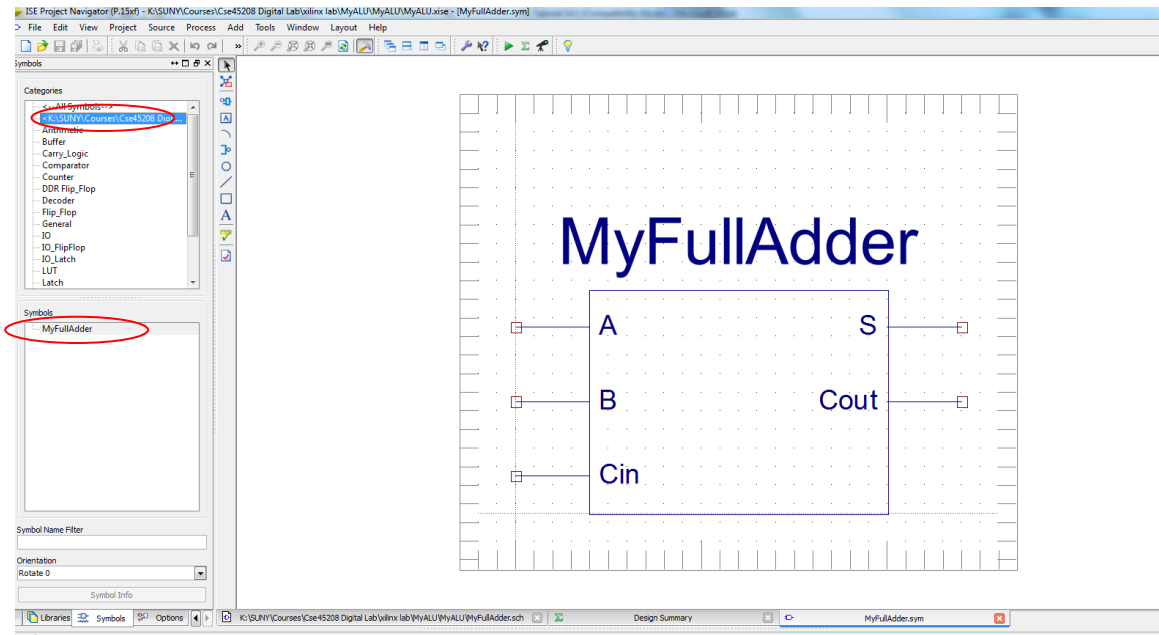 ISE Project Navigator (P.15xf) - K:\SUNY\Courses\Cse45208 Digital Lab\xilinx lab\MyALU\MyALU\MyALU.xise - [MyFullAdder.sym]
File Edit View Project Source Process Add Tools Window Layout Help
Symbols
Categories
<--All Symbols-->
<K:\SUNY\Courses\Cse45208 Digit...
Arithmetic
Buffer
Carry_Logic
Comparator
Counter
DDR Flip_Flop
Decoder
Flip_Flop
General
IO
IO_FlipFlop
IO_Latch
LUT
Latch
Symbols
MyFullAdder
Symbol Name Filter
Orientation
Rotate 0
Symbol Info
Libraries Symbols Options
MyFullAdder
A S
B Cout
Cin
K:\SUNY\Courses\Cse45208 Digital Lab\xilinx lab\MyALU\MyALU\MyFullAdder.sch Design Summary MyFullAdder.sym